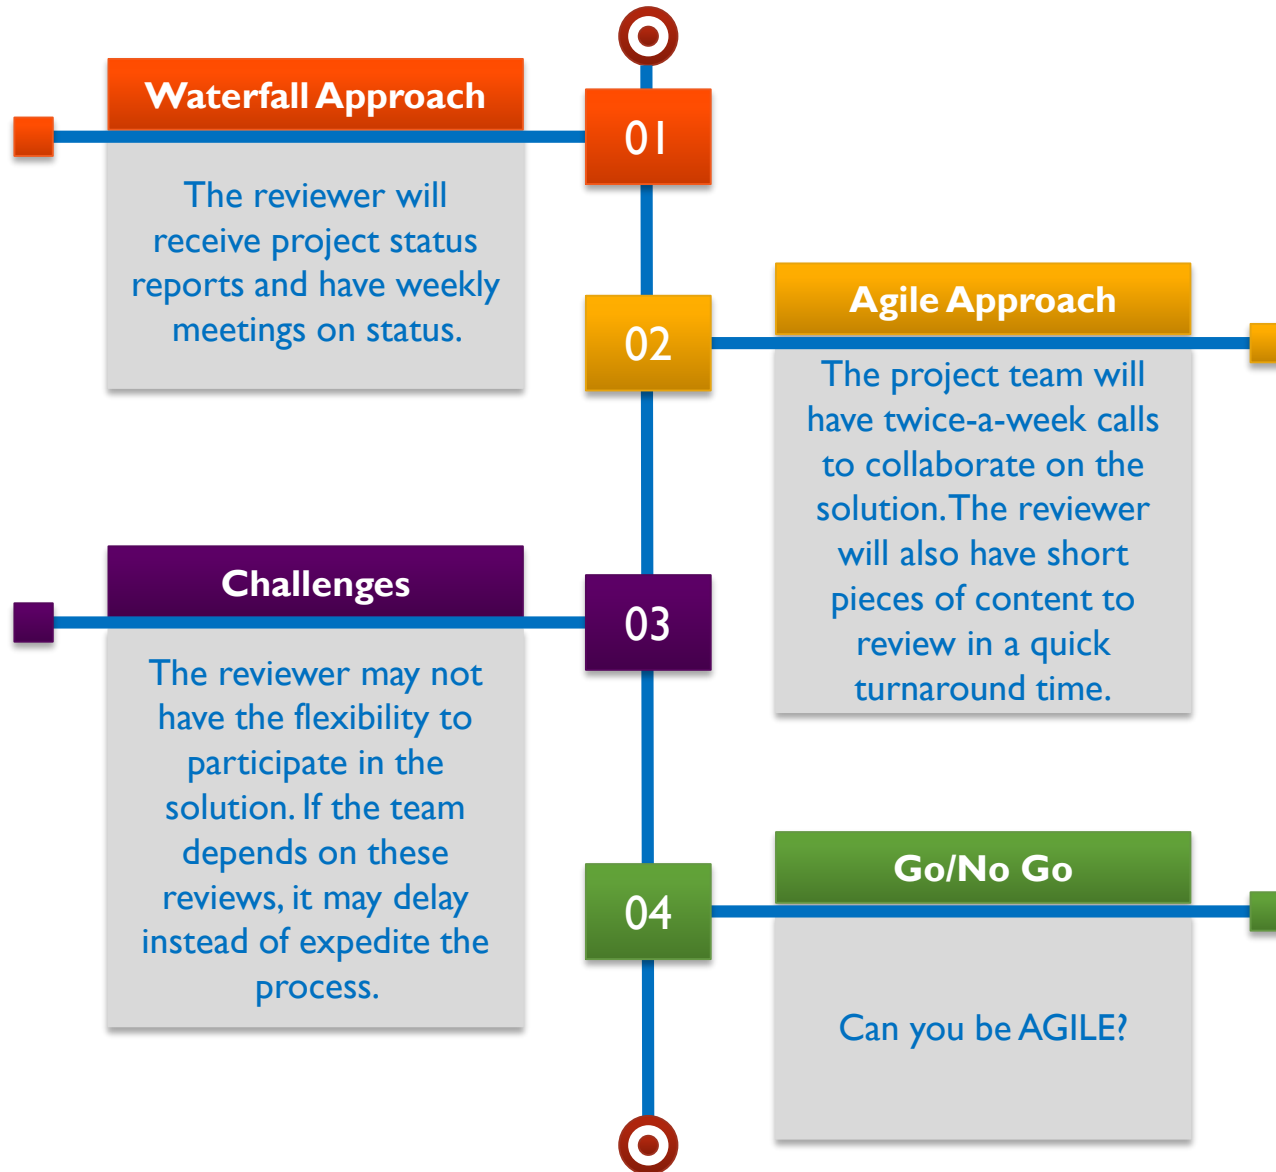 Waterfall Approach
01
The reviewer will
receive project status
reports and have weekly
meetings on status.
02
Agile Approach
The project team will
have twice-a-week calls
to collaborate on the
solution. The reviewer
will also have short
pieces of content to
review in a quick
turnaround time.
Challenges
03
The reviewer may not
have the flexibility to
participate in the
solution. If the team
depends on these
reviews, it may delay
instead of expedite the
process.
04
Go/No Go
Can you be AGILE?